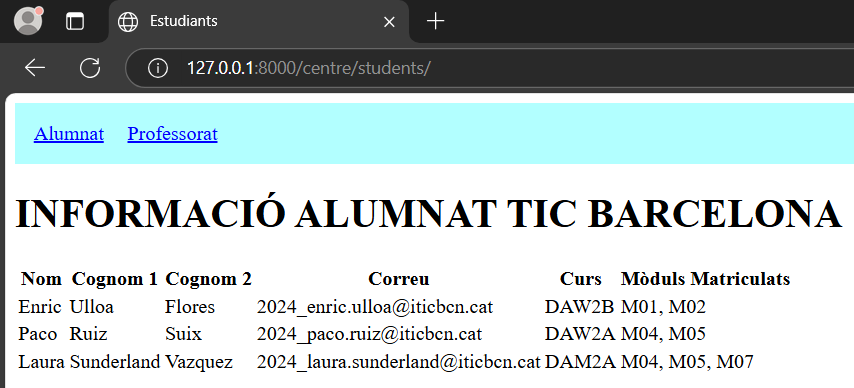 Estudiants
127.0.0.1:8000/centre/students/
Alumnat Professorat
INFORMACIÓ ALUMNAT TIC BARCELONA
Nom Cognom 1 Cognom 2 Correu Curs Mòduls Matriculats
Enric Ulloa Flores 2024_enric.ulloa@iticbcn.cat DAW2B M01, M02
Paco Ruiz Suix 2024_paco.ruiz@iticbcn.cat DAW2A M04, M05
Laura Sunderland Vazquez 2024_laura.sunderland@iticbcn.cat DAM2A M04, M05, M07